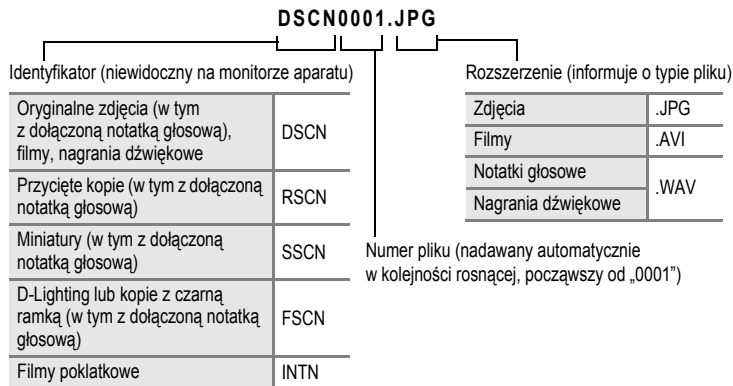 DSCN0001.JPG
Identyfikator (niewidoczny na monitorze aparatu)
Oryginalne zdjęcia (w tym
z dołączoną notatką głosową),
filmy, nagrania dźwiękowe
DSCN
Przycięte kopie (w tym z dołączoną
notatką głosową)
RSCN
Miniatury (w tym z dołączoną
notatką głosową)
SSCN
D-Lighting lub kopie z czarną
ramką (w tym z dołączoną notatką
głosową)
FSCN
Filmy poklatkowe
INTN
Rozszerzenie (informuje o typie pliku)
Zdjęcia
.JPG
Filmy
.AVI
Notatki głosowe
Nagrania dźwiękowe
.WAV
Numer pliku (nadawany automatycznie
w kolejności rosnącej, począwszy od „0001”)